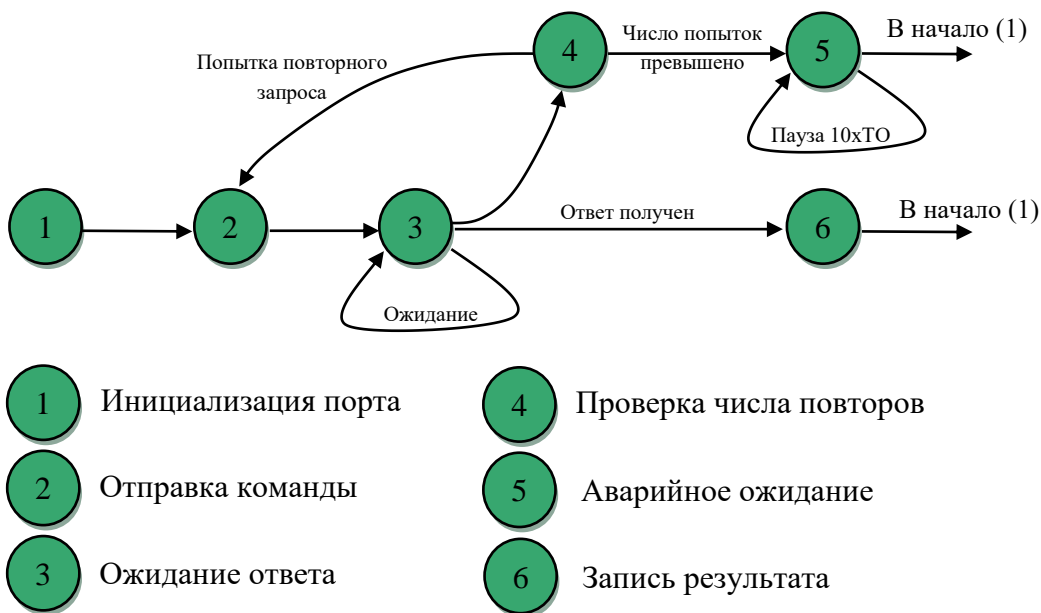 4
Число попыток
превышено
5
В начало (1)
Попытка повторного
запроса
Пауза 10хТО
1
2
3
Ответ получен
6
В начало (1)
Ожидание
1 Инициализация порта
4 Проверка числа повторов
2 Отправка команды
5 Аварийное ожидание
3 Ожидание ответа
6 Запись результата